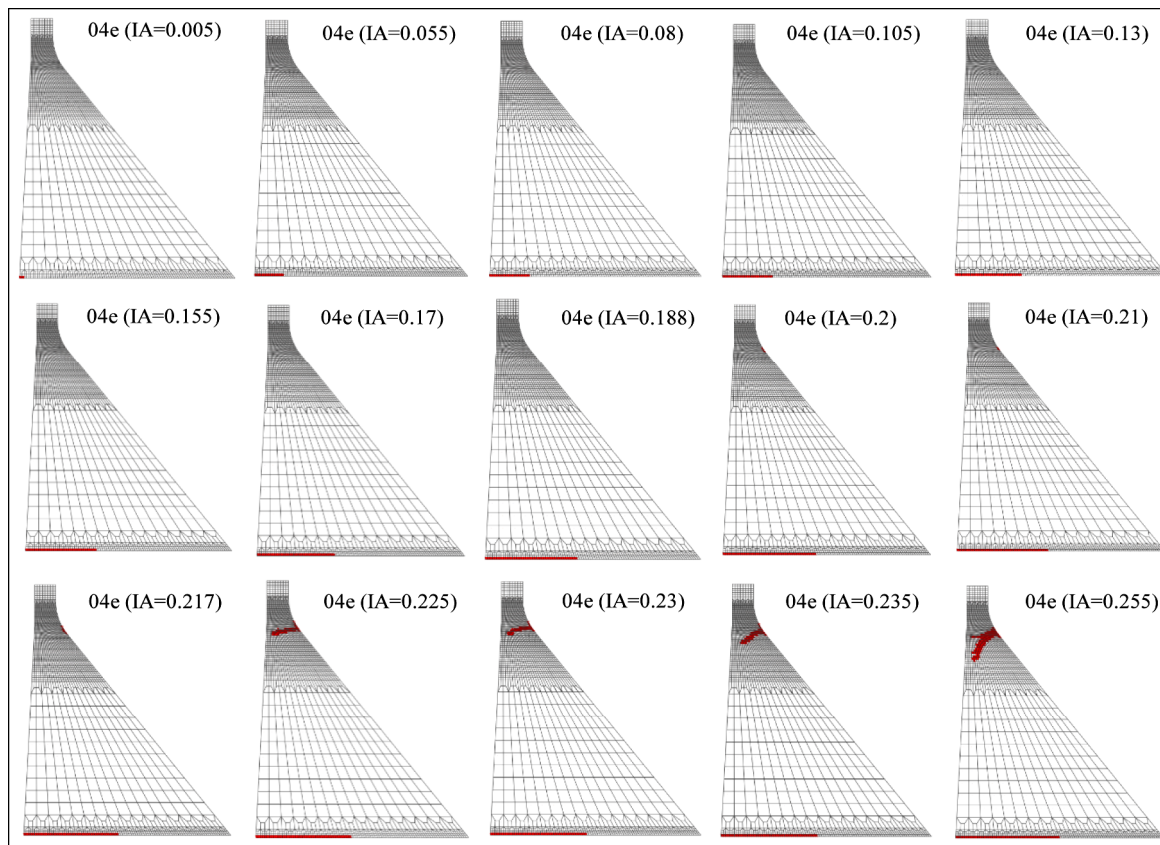 04e (IA=0.005)
04e (IA=0.055)
04e (IA=0.08)
04e (IA=0.105)
04e (IA=0.13)
04e (IA=0.155)
04e (IA=0.17)
04e (IA=0.188)
04e (IA=0.2)
04e (IA=0.21)
04e (IA=0.217)
04e (IA=0.225)
04e (IA=0.23)
04e (IA=0.235)
04e (IA=0.255)